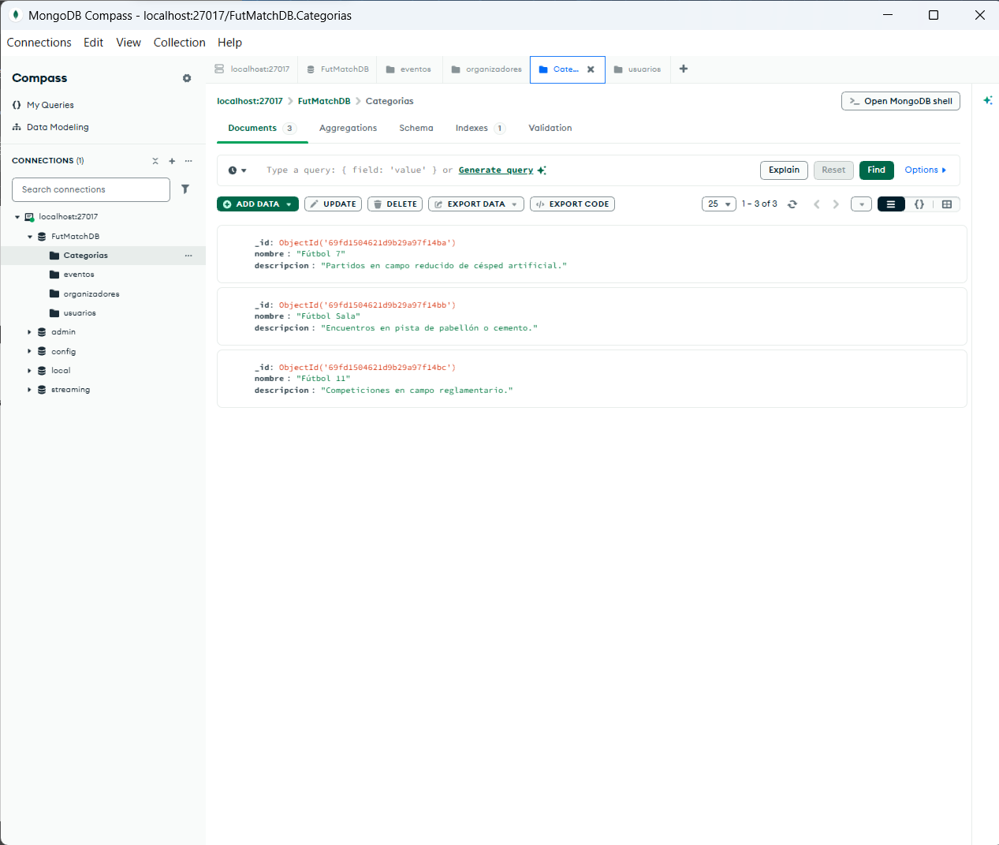 MongoDB Compass - localhost:27017/FutMatchDB.Categorias
Connections Edit View Collection Help
Compass
My Queries
Data Modeling
CONNECTIONS (1)
Search connections
localhost:27017
FutMatchDB
Categorias
eventos
organizadores
usuarios
admin
config
local
streaming
localhost:27017 FutMatchDB eventos organizadores Cate... usuarios
localhost:27017 > FutMatchDB > Categorias
>_ Open MongoDB shell
Documents 3 Aggregations Schema Indexes 1 Validation
Type a query: { field: 'value' } or Generate query
Explain Reset Find Options
ADD DATA UPDATE DELETE EXPORT DATA EXPORT CODE
25 1 – 3 of 3
_id: ObjectId('69fd1504621d9b29a97f14ba')
nombre : "Fútbol 7"
descripcion : "Partidos en campo reducido de césped artificial."
_id: ObjectId('69fd1504621d9b29a97f14bb')
nombre : "Fútbol Sala"
descripcion : "Encuentros en pista de pabellón o cemento."
_id: ObjectId('69fd1504621d9b29a97f14bc')
nombre : "Fútbol 11"
descripcion : "Competiciones en campo reglamentario."